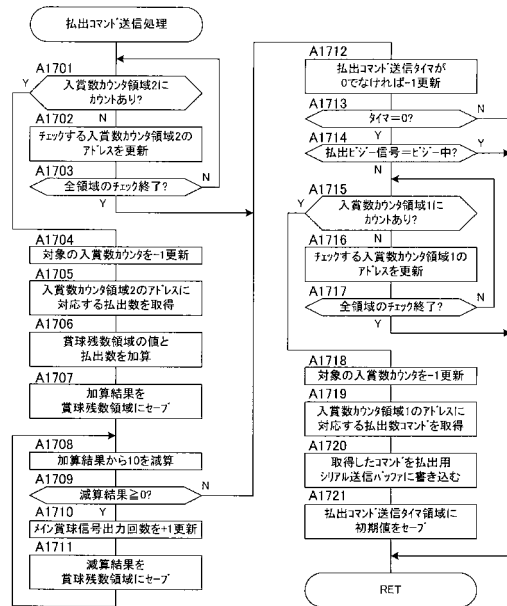 払出コマンド送信処理
A1701
入賞数カウンタ領域2に
カウントあり?
Y
N
A1702
チェックする入賞数カウンタ領域2の
アドレスを更新
A1703
全領域のチェック終了?
N
Y
A1704
対象の入賞数カウンタを-1更新
A1705
入賞数カウンタ領域2のアドレスに
対応する払出数を取得
A1706
賞球残数領域の値と
払出数を加算
A1707
加算結果を
賞球残数領域にセーブ
A1708
加算結果から10を減算
A1709
減算結果≧0?
N
Y
A1710
メイン賞球信号出力回数を+1更新
A1711
減算結果を
賞球残数領域にセーブ
A1712
払出コマンド送信タイマが
0でなければ-1更新
A1713
タイマ=0?
N
Y
A1714
払出ビジー信号=ビジー中?
Y
N
A1715
入賞数カウンタ領域1に
カウントあり?
Y
N
A1716
チェックする入賞数カウンタ領域1の
アドレスを更新
A1717
全領域のチェック終了?
N
Y
A1718
対象の入賞数カウンタを-1更新
A1719
入賞数カウンタ領域1のアドレスに
対応する払出数コマンドを取得
A1720
取得したコマンドを払出用
シリアル送信バッファに書き込む
A1721
払出コマンド送信タイマ領域に
初期値をセーブ
RET